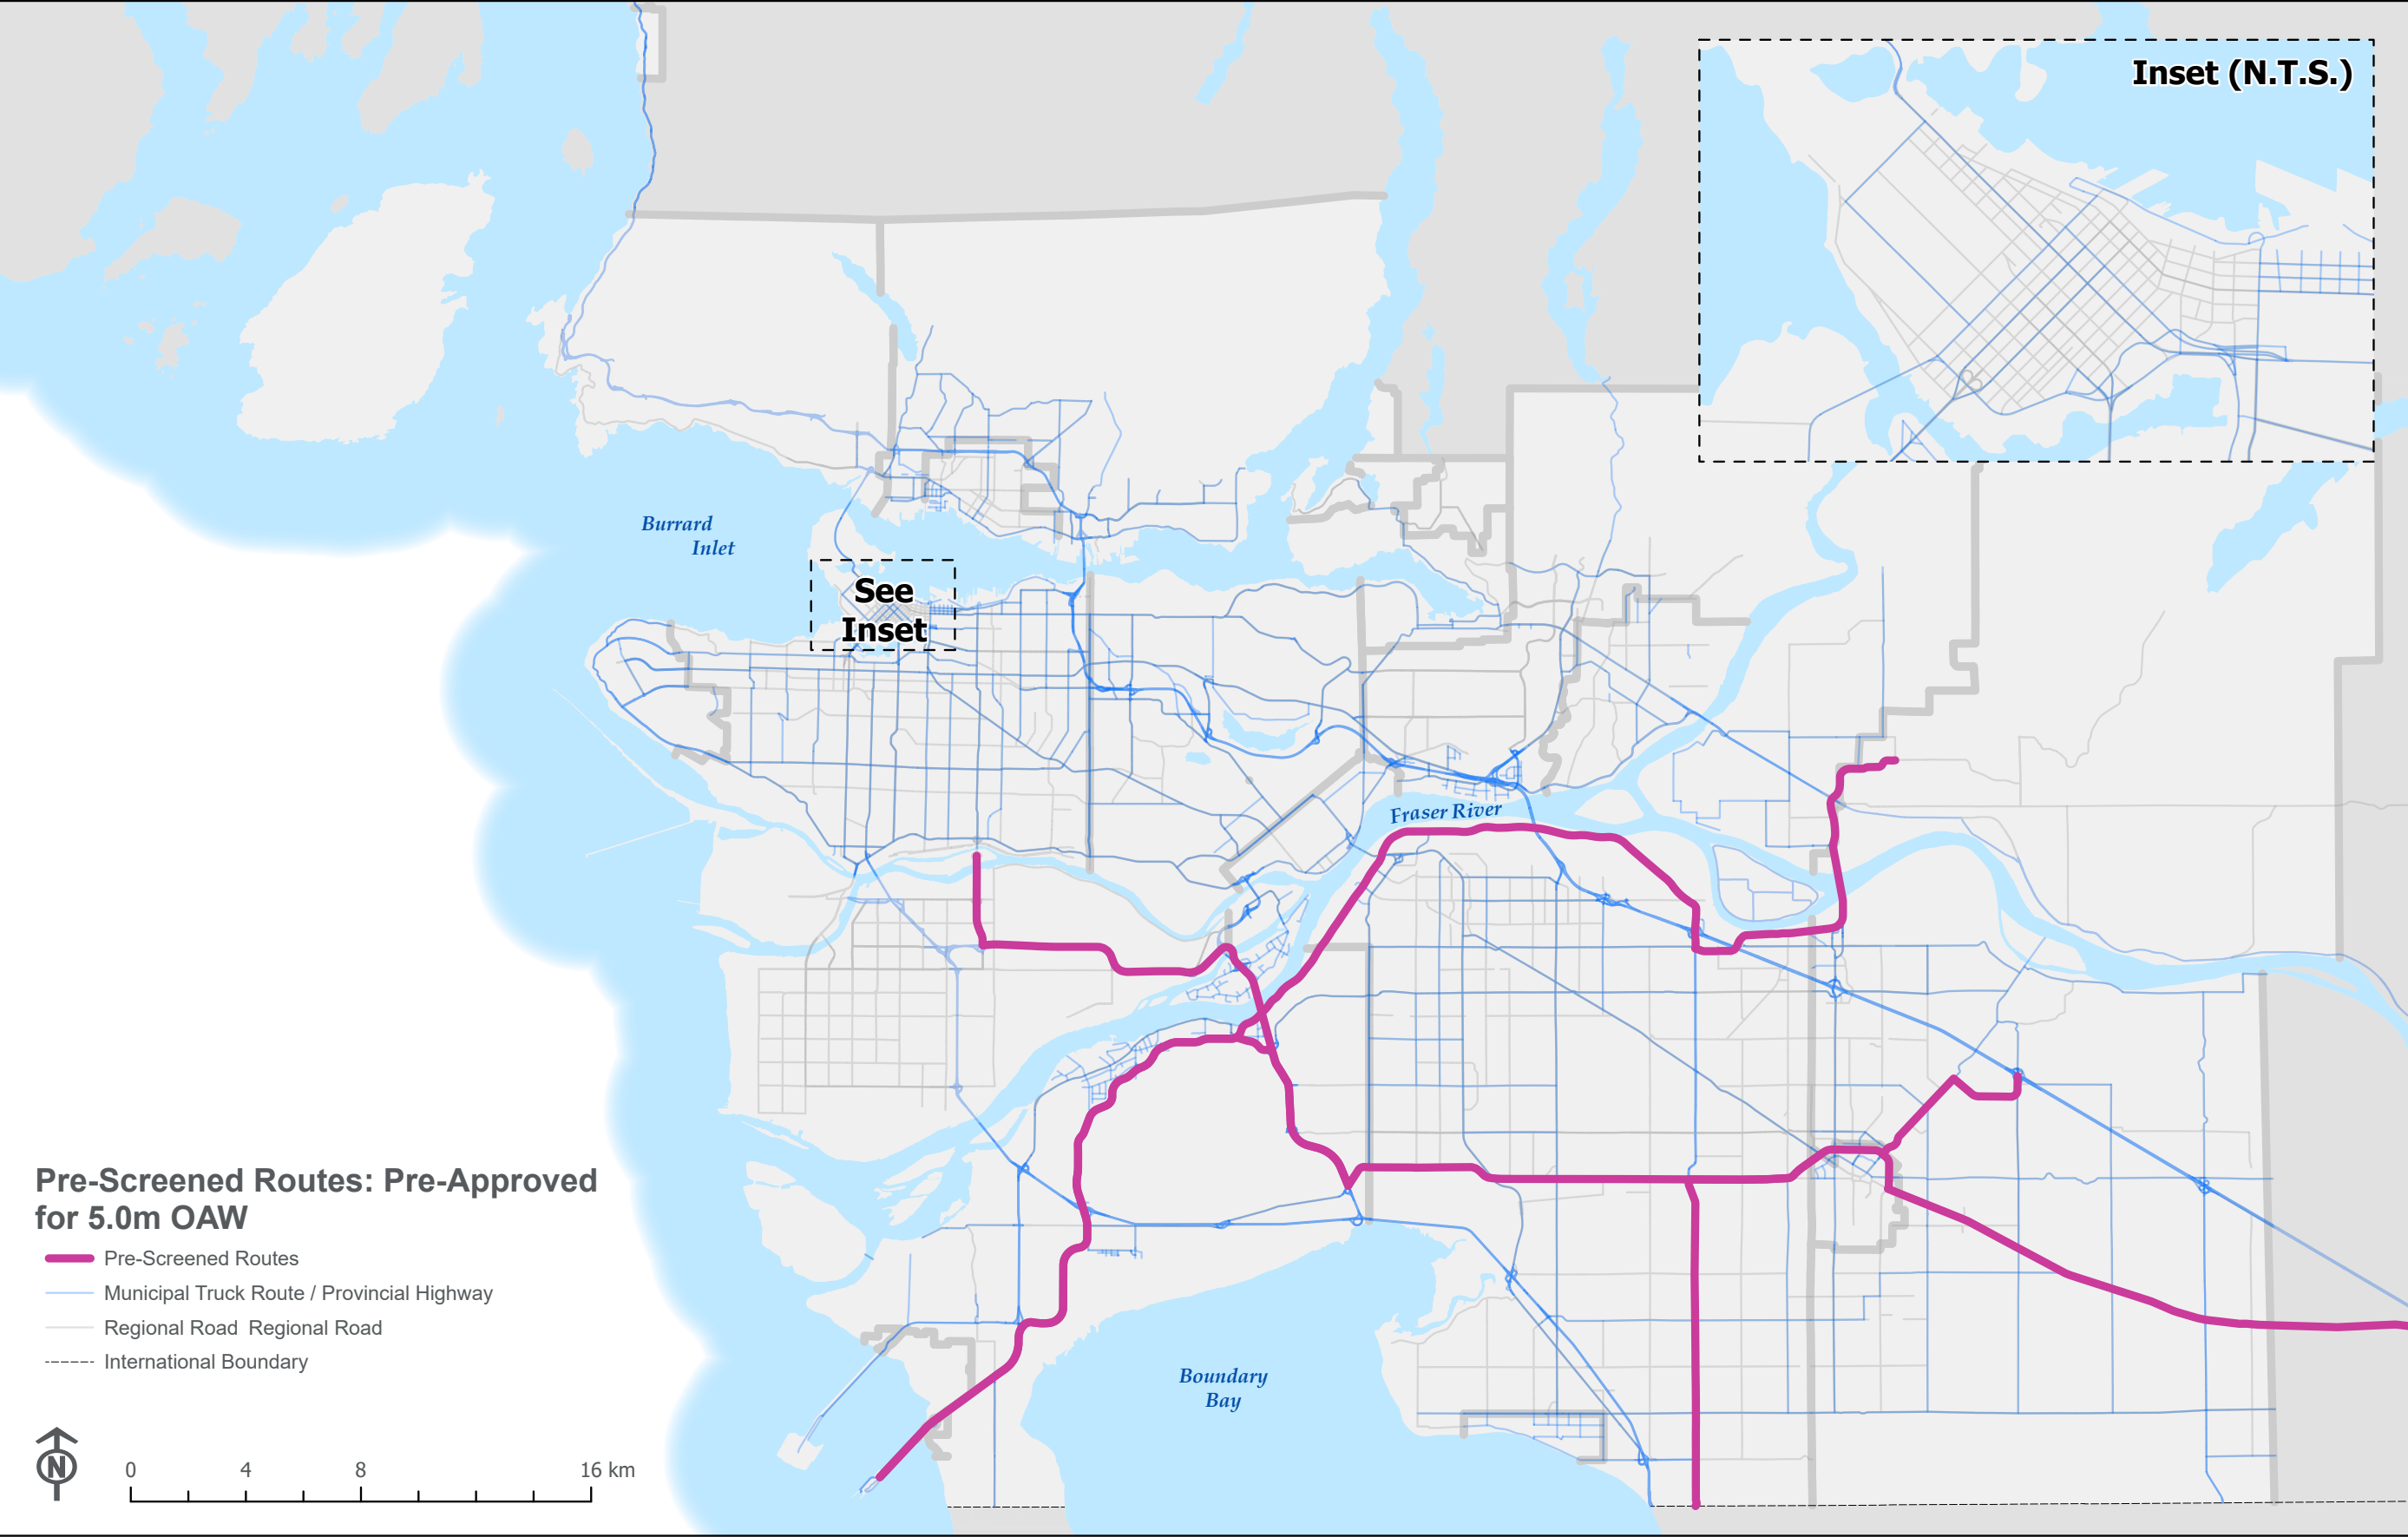 Inset (N.T.S.)
Burrard
Inlet
See
Inset
Fraser River
Pre-Screened Routes: Pre-Approved
for 5.0m OAW
Pre-Screened Routes
Municipal Truck Route / Provincial Highway
Regional Road  Regional Road
International Boundary
Boundary
Bay
N
0 4 8 16 km